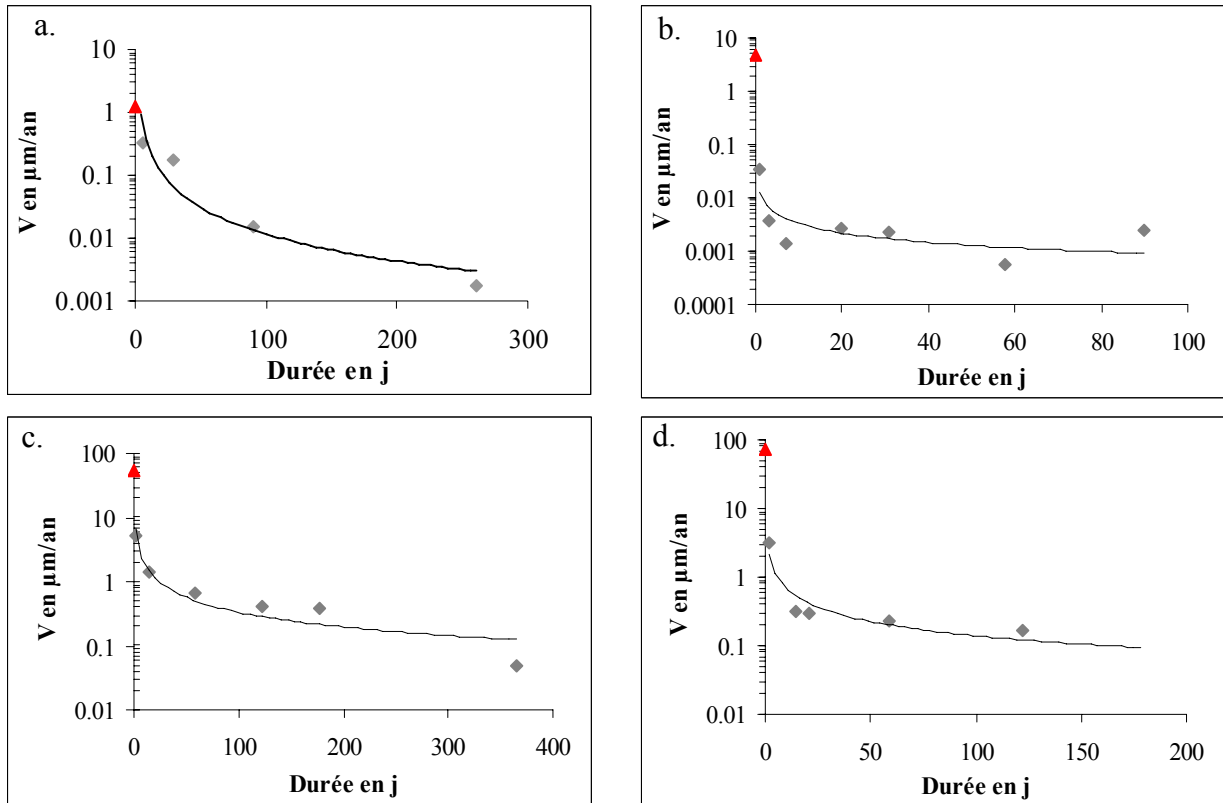 a.
10
1
0.1
0.01
0.001
V en µm/an
0 100 200 300
Durée en j
b.
10
1
0.1
0.01
0.001
0.0001
V en µm/an
0 20 40 60 80 100
Durée en j
c.
100
10
1
0.1
0.01
V en µm/an
0 100 200 300 400
Durée en j
d.
100
10
1
0.1
0.01
V en µm/an
0 50 100 150 200
Durée en j